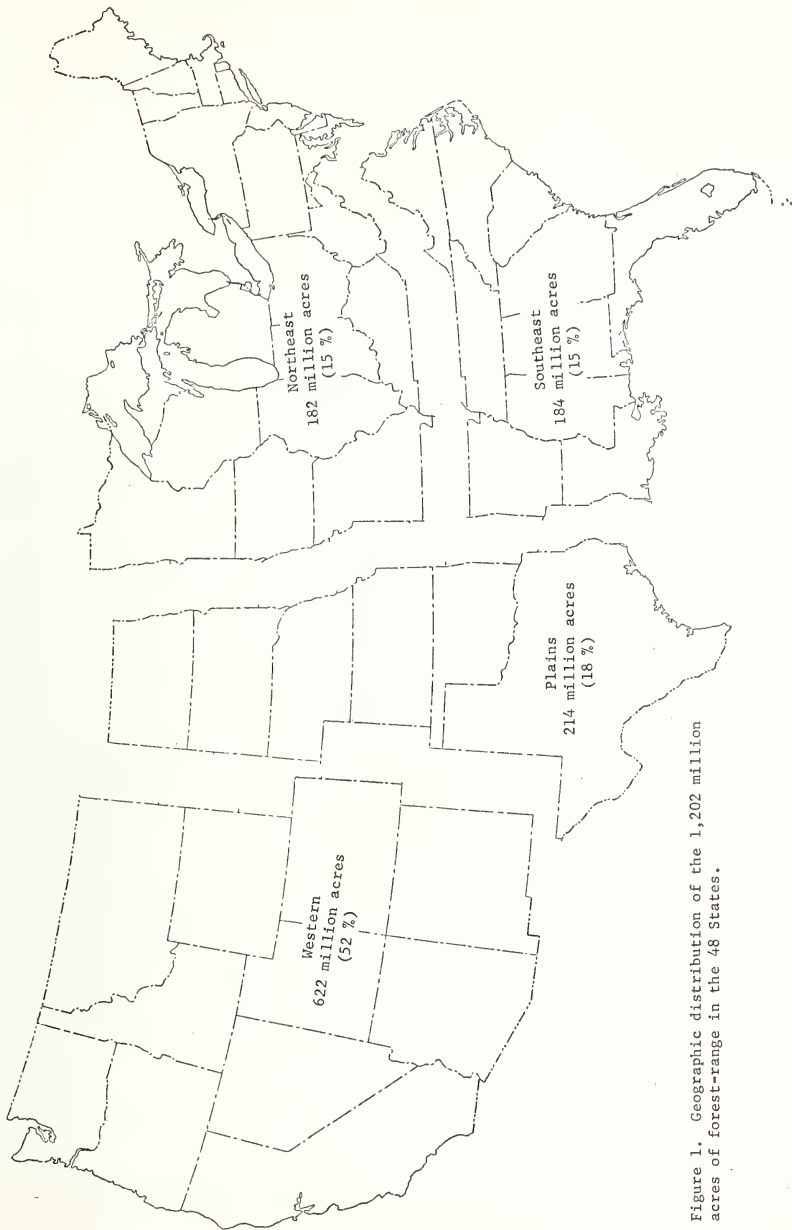 Western
622 million acres
(52 %)
Plains
214 million acres
(18 %)
Northeast
182 million acres
(15 %)
Southeast
184 million acres
(15 %)
Figure 1. Geographic distribution of the 1,202 million
acres of forest-range in the 48 States.